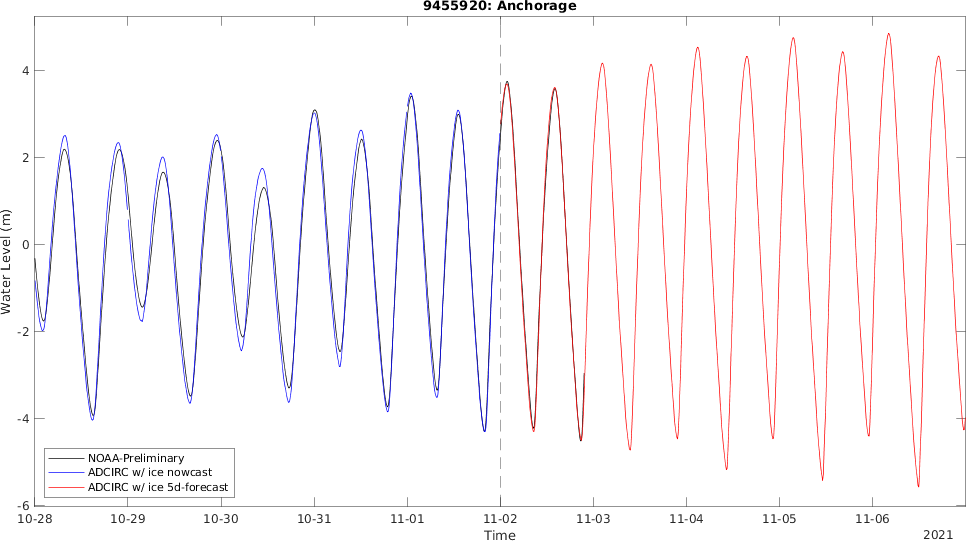 9455920: Anchorage
4
2
0
-2
-4
-6
Water Level (m)
NOAA-Preliminary
ADCIRC w/ ice nowcast
ADCIRC w/ ice 5d-forecast
10-28 10-29 10-30 10-31 11-01 11-02 11-03 11-04 11-05 11-06
Time
2021